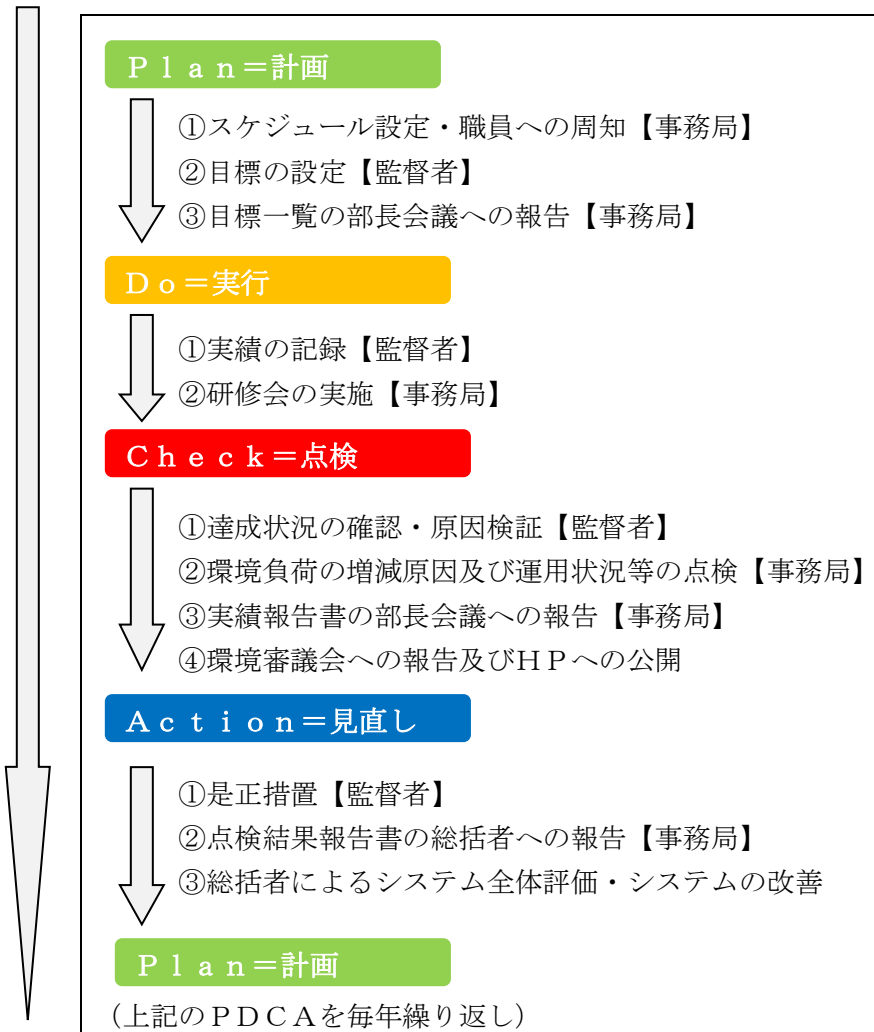 Ｐｌａｎ＝計画
①スケジュール設定・職員への周知【事務局】
②目標の設定【監督者】
③目標一覧の部長会議への報告【事務局】
Ｄｏ＝実行
①実績の記録【監督者】
②研修会の実施【事務局】
Ｃｈｅｃｋ＝点検
①達成状況の確認・原因検証【監督者】
②環境負荷の増減原因及び運用状況等の点検【事務局】
③実績報告書の部長会議への報告【事務局】
④環境審議会への報告及びＨＰへの公開
Ａｃｔｉｏｎ＝見直し
①是正措置【監督者】
②点検結果報告書の総括者への報告【事務局】
③総括者によるシステム全体評価・システムの改善
Ｐｌａｎ＝計画
（上記のＰＤＣＡを毎年繰り返し）